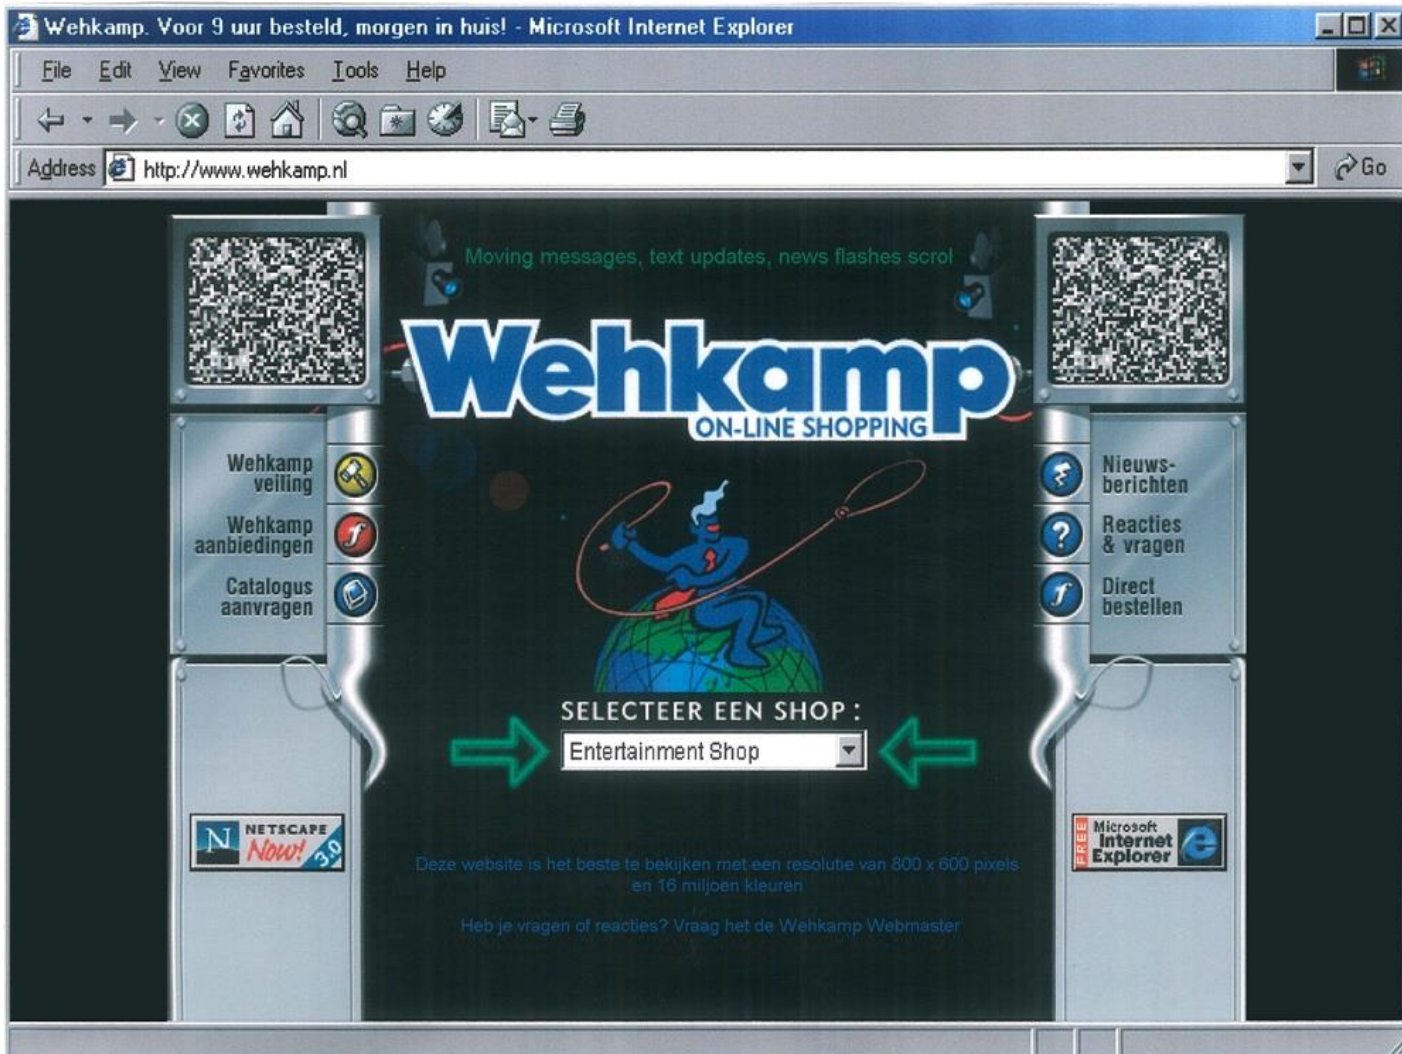 Wehkamp. Voor 9 uur besteld, morgen in huis! - Microsoft Internet Explorer
File Edit View Favorites Tools Help
Address http://www.wehkamp.nl Go
Moving messages, text updates, news flashes scrol
Wehkamp
ON-LINE SHOPPING
Wehkamp
veiling
Wehkamp
aanbiedingen
Catalogus
aanvragen
Nieuws-
berichten
Reacties
& vragen
Direct
bestellen
SELECTEER EEN SHOP :
Entertainment Shop
N NETSCAPE
Now! 3.0
FREE
Microsoft
Internet
Explorer
Deze website is het beste te bekijken met een resolutie van 800 x 600 pixels
en 16 miljoen kleuren
Heb je vragen of reacties? Vraag het de Wehkamp Webmaster